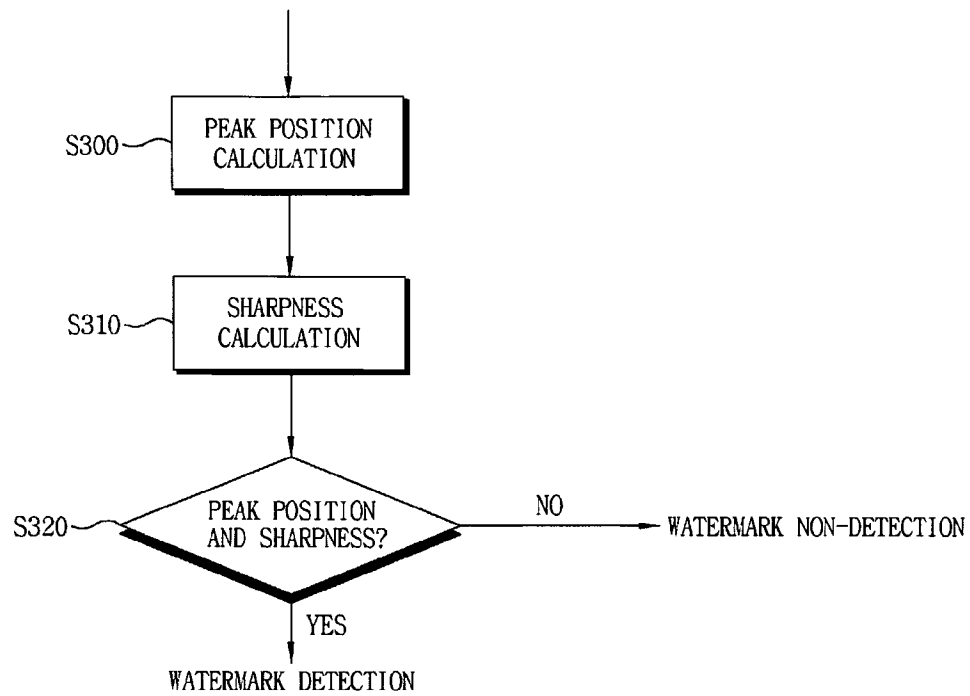 S300
PEAK POSITION
CALCULATION
S310
SHARPNESS
CALCULATION
S320
PEAK POSITION
AND SHARPNESS?
NO
WATERMARK NON-DETECTION
YES
WATERMARK DETECTION